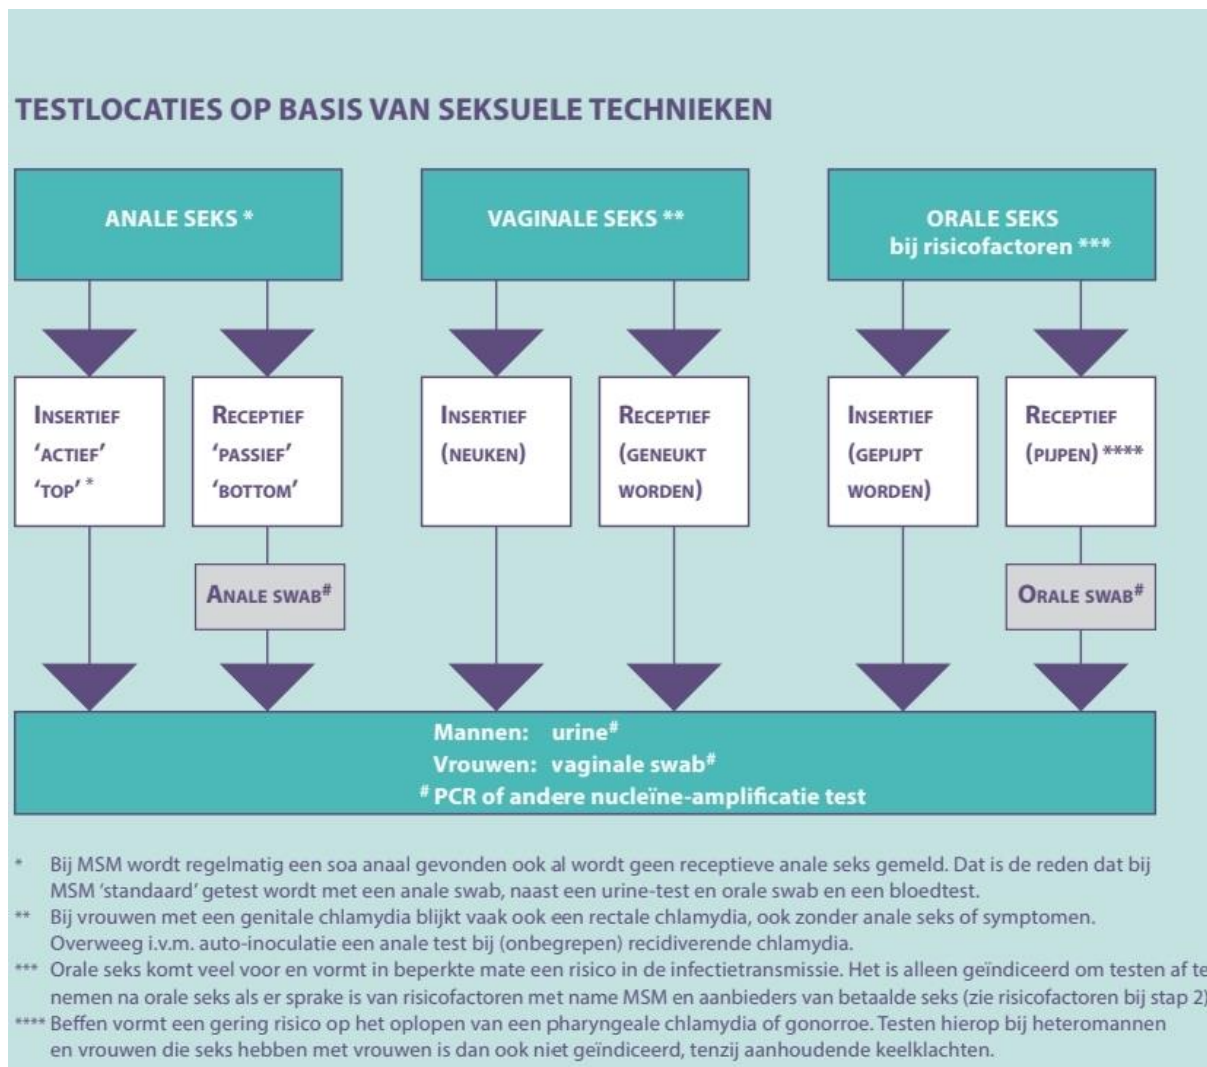 TESTLOCATIES OP BASIS VAN SEKSUELE TECHNIEKEN
ANALE SEKS *
VAGINALE SEKS **
ORALE SEKS
bij risicofactoren ***
INSERTIEF
‘ACTIEF’
‘TOP’ *
RECEPTIEF
‘PASSIEF’
‘BOTTOM’
INSERTIEF
(NEUKEN)
RECEPTIEF
(GENEUKT
WORDEN)
INSERTIEF
(GEPIJPT
WORDEN)
RECEPTIEF
(PIJPEN) ****
ANALE SWAB#
ORALE SWAB#
Mannen: urine#
Vrouwen: vaginale swab#
# PCR of andere nucleïne-amplificatie test
* Bij MSM wordt regelmatig een soa anaal gevonden ook al wordt geen receptieve anale seks gemeld. Dat is de reden dat bij
MSM ‘standaard’ getest wordt met een anale swab, naast een urine-test en orale swab en een bloedtest.
** Bij vrouwen met een genitale chlamydia blijkt vaak ook een rectale chlamydia, ook zonder anale seks of symptomen.
Overweeg i.v.m. auto-inoculatie een anale test bij (onbegrepen) recidiverende chlamydia.
*** Orale seks komt veel voor en vormt in beperkte mate een risico in de infectietransmissie. Het is alleen geïndiceerd om testen af te
nemen na orale seks als er sprake is van risicofactoren met name MSM en aanbieders van betaalde seks (zie risicofactoren bij stap 2)
**** Beffen vormt een gering risico op het oplopen van een pharyngeale chlamydia of gonorroe. Testen hierop bij heteromannen
en vrouwen die seks hebben met vrouwen is dan ook niet geïndiceerd, tenzij aanhoudende keelklachten.